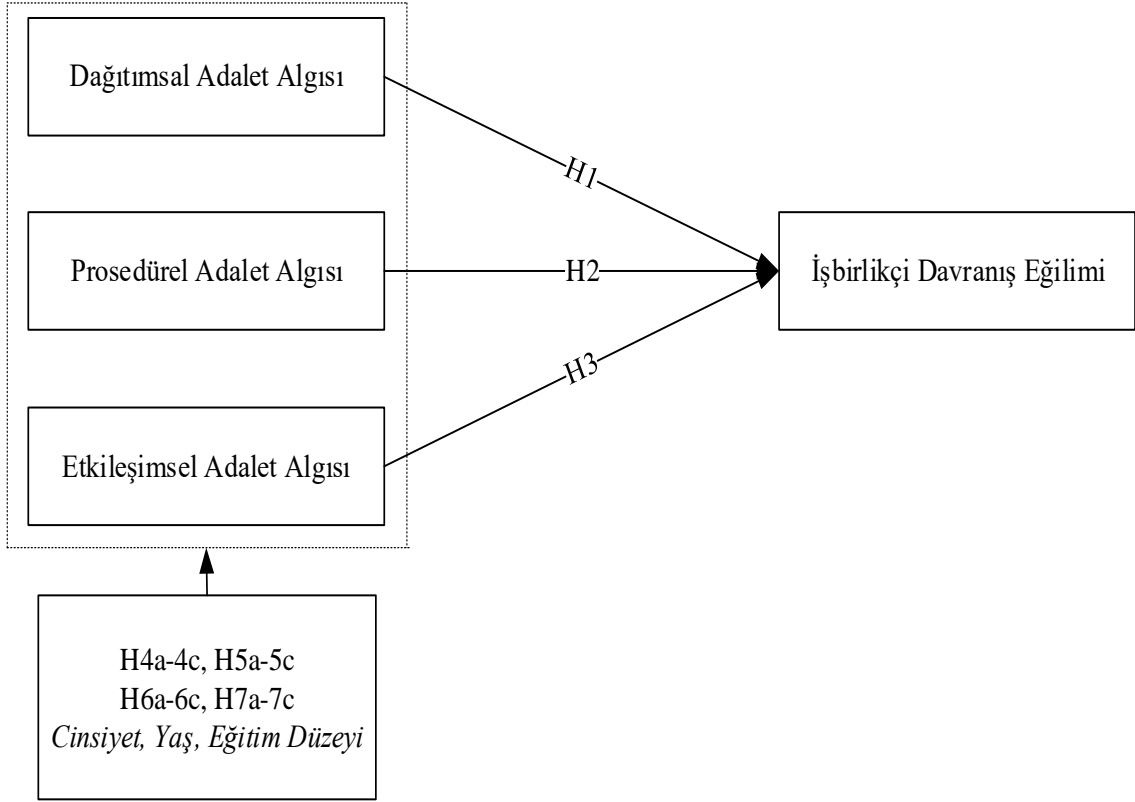 Dağıtımsal Adalet Algısı
H1
Prosedürel Adalet Algısı
H2
İşbirlikçi Davranış Eğilimi
H3
Etkileşimsel Adalet Algısı
H4a-4c, H5a-5c
H6a-6c, H7a-7c
Cinsiyet, Yaş, Eğitim Düzeyi